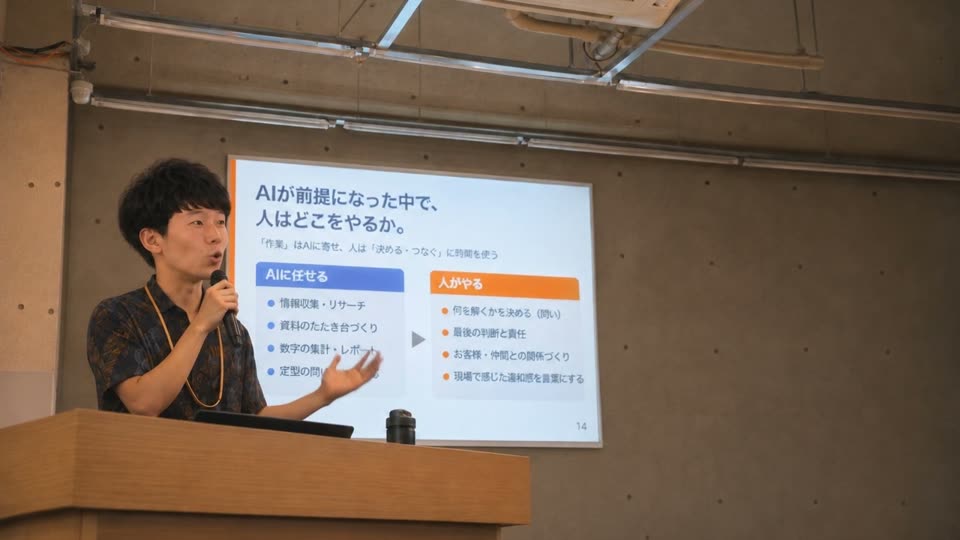 AIが前提になった中で、
人はどこをやるか。
「作業」はAIに寄せ、人は「決める・つなぐ」に時間を使う
AIに任せる
情報収集・リサーチ
資料のたたき台づくり
数字の集計・レポート
定型の問い
人がやる
何を解くかを決める（問い）
最後の判断と責任
お客様・仲間との関係づくり
現場で感じた違和感を言葉にする
14